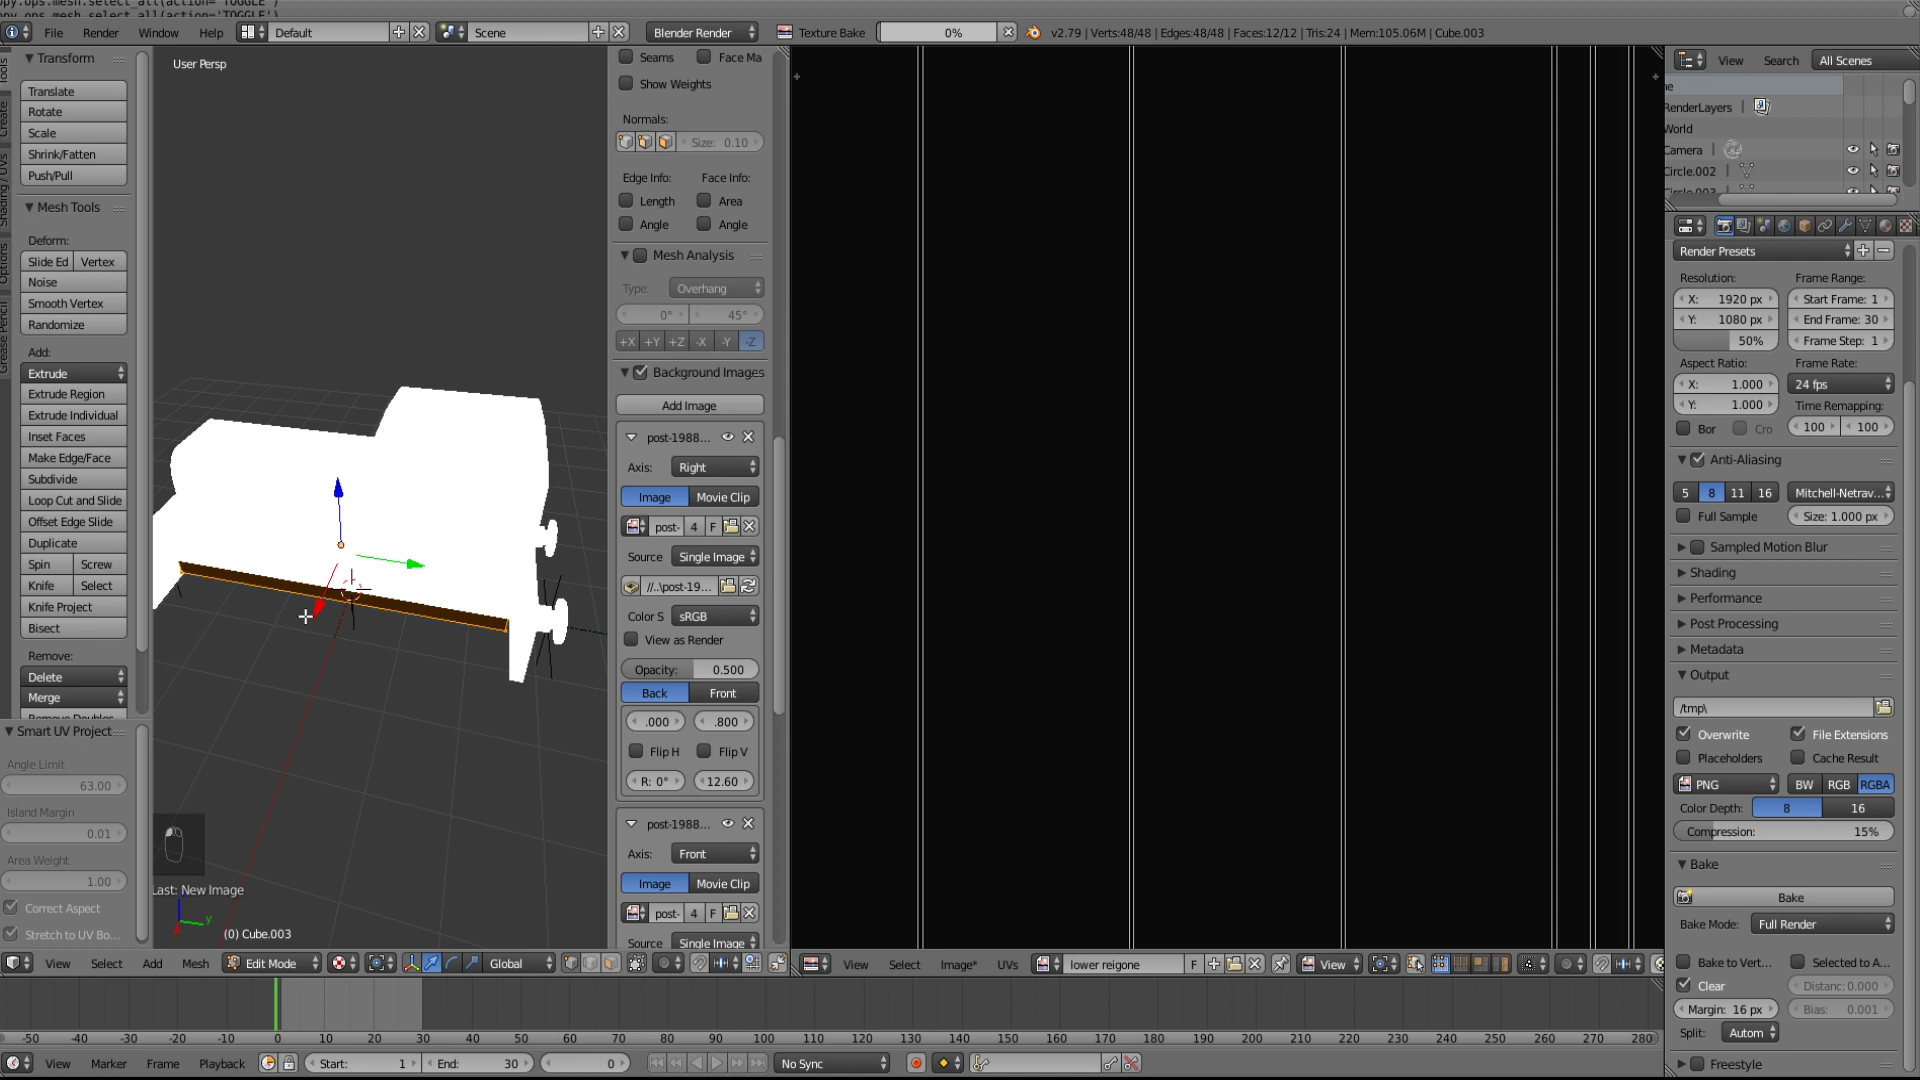 File Render Window Help Default Scene Blender Render Texture Bake 0% v2.79 | Verts:48/48 | Edges:48/48 | Faces:12/12 | Tris:24 | Mem:105.06M | Cube.003
Tools
Create
Shading / UVs
Options
Grease Pencil
Transform
Translate
Rotate
Scale
Shrink/Fatten
Push/Pull
Mesh Tools
Deform:
Slide Ed Vertex
Noise
Smooth Vertex
Randomize
Add:
Extrude
Extrude Region
Extrude Individual
Inset Faces
Make Edge/Face
Subdivide
Loop Cut and Slide
Offset Edge Slide
Duplicate
Spin Screw
Knife Select
Knife Project
Bisect
Remove:
Delete
Merge
Remove Doubles
Smart UV Project
Angle Limit
63.00
Island Margin
0.01
Area Weight
1.00
Correct Aspect
Stretch to UV Bo...
User Persp
Last: New Image
y
(0) Cube.003
Seams Face Ma
Show Weights
Normals:
Size: 0.10
Edge Info: Face Info:
Length Area
Angle Angle
Mesh Analysis
Type: Overhang
0° 45°
+X +Y +Z -X -Y -Z
Background Images
Add Image
post-1988...
Axis: Right
Image Movie Clip
post- 4 F
Source Single Image
//..\post-19...
Color S sRGB
View as Render
Opacity: 0.500
Back Front
.000 .800
Flip H Flip V
R: 0° 12.60
post-1988...
Axis: Front
Image Movie Clip
post- 4 F
Source Single Image
View Select Add Mesh Edit Mode Global
View Select Image* UVs lower reigone F View
View Search All Scenes
RenderLayers |
World
Camera |
Circle.002 |
Circle.003
Render Presets
Resolution: Frame Range:
X: 1920 px Start Frame: 1
Y: 1080 px End Frame: 30
50% Frame Step: 1
Aspect Ratio: Frame Rate:
X: 1.000 24 fps
Y: 1.000 Time Remapping:
Bor Cro 100 100
Anti-Aliasing
5 8 11 16 Mitchell-Netrav...
Full Sample Size: 1.000 px
Sampled Motion Blur
Shading
Performance
Post Processing
Metadata
Output
/tmp\
Overwrite File Extensions
Placeholders Cache Result
PNG BW RGB RGBA
Color Depth: 8 16
Compression: 15%
Bake
Bake
Bake Mode: Full Render
Bake to Vert... Selected to A...
Clear Distanc: 0.000
Margin: 16 px Bias: 0.001
Split: Autom
Freestyle
-50 -40 -30 -20 -10 0 10 20 30 40 50 60 70 80 90 100 110 120 130 140 150 160 170 180 190 200 210 220 230 240 250 260 270 280
View Marker Frame Playback Start: 1 End: 30 0 No Sync